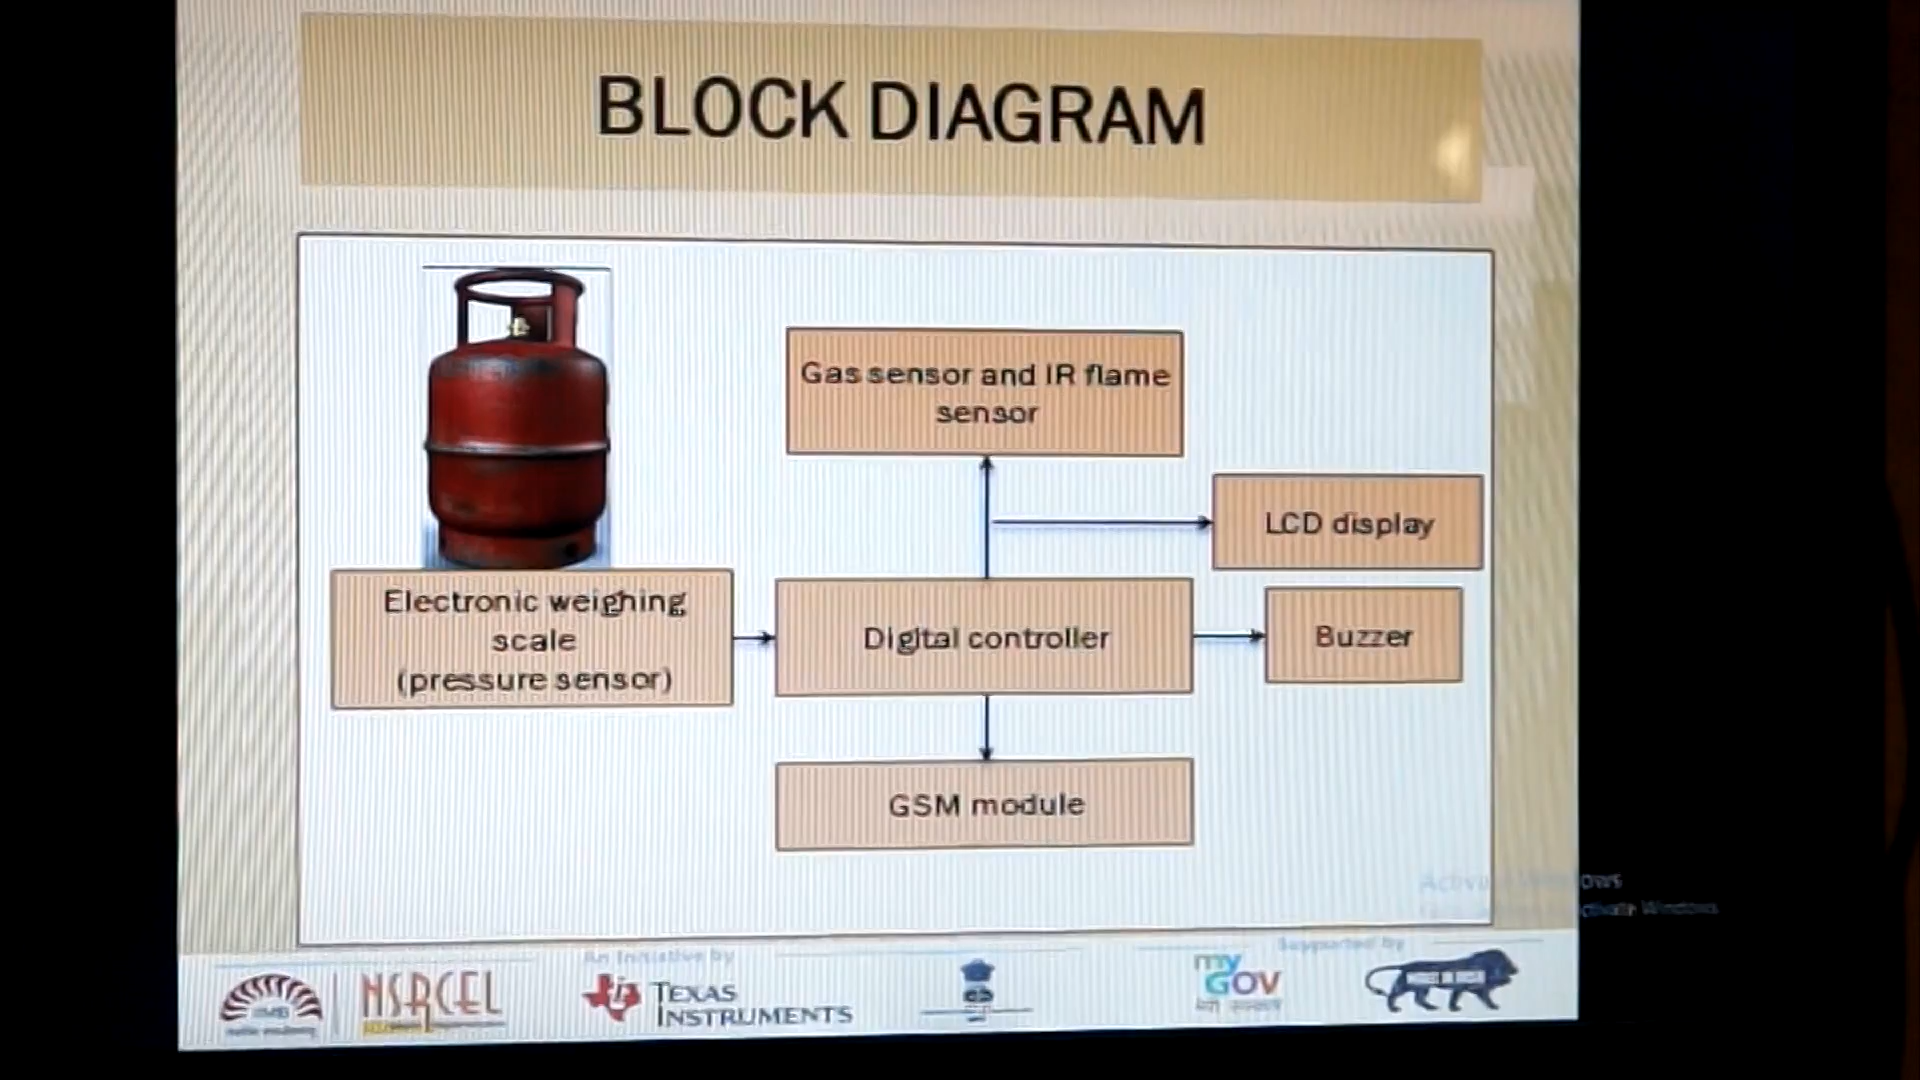 BLOCK DIAGRAM
Gas sensor and IR flame
sensor
LCD display
Electronic weighing
scale
(pressure sensor)
Digital controller
Buzzer
GSM module
An Initiative by
Supported by
NSRCEL
TEXAS
INSTRUMENTS
my
GOV